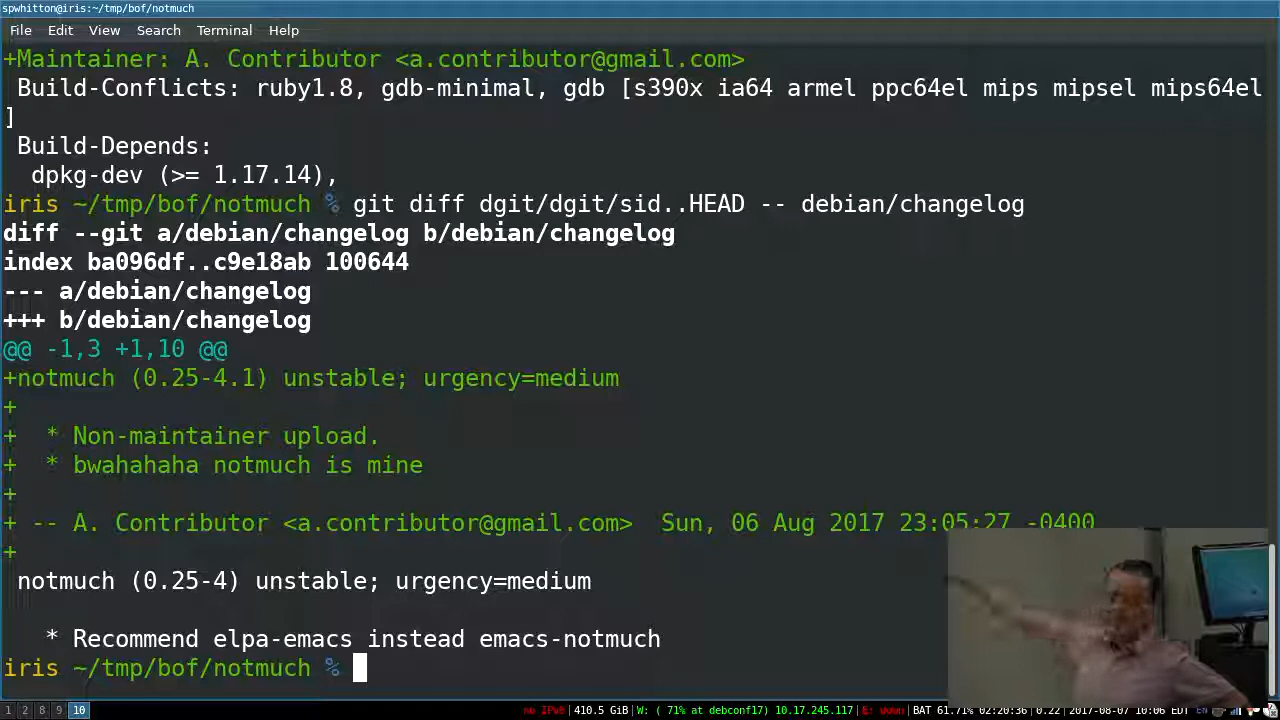 spwhitton@iris:~/tmp/bof/notmuch
File Edit View Search Terminal Help
+Maintainer: A. Contributor <a.contributor@gmail.com>
 Build-Conflicts: ruby1.8, gdb-minimal, gdb [s390x ia64 armel ppc64el mips mipsel mips64el
]
 Build-Depends:
  dpkg-dev (>= 1.17.14),
iris ~/tmp/bof/notmuch % git diff dgit/dgit/sid..HEAD -- debian/changelog
diff --git a/debian/changelog b/debian/changelog
index ba096df..c9e18ab 100644
--- a/debian/changelog
+++ b/debian/changelog
@@ -1,3 +1,10 @@
+notmuch (0.25-4.1) unstable; urgency=medium
+
+  * Non-maintainer upload.
+  * bwahahaha notmuch is mine
+
+ -- A. Contributor <a.contributor@gmail.com>  Sun, 06 Aug 2017 23:05:27 -0400
+
 notmuch (0.25-4) unstable; urgency=medium

   * Recommend elpa-emacs instead emacs-notmuch
iris ~/tmp/bof/notmuch %
1 2 8 9 10 no IPv6|410.5 GiB|W: ( 71% at debconf17) 10.17.245.117|E: down|BAT 61.71% 02:20:36|0.22|2017-08-07 10:06 EDT EN